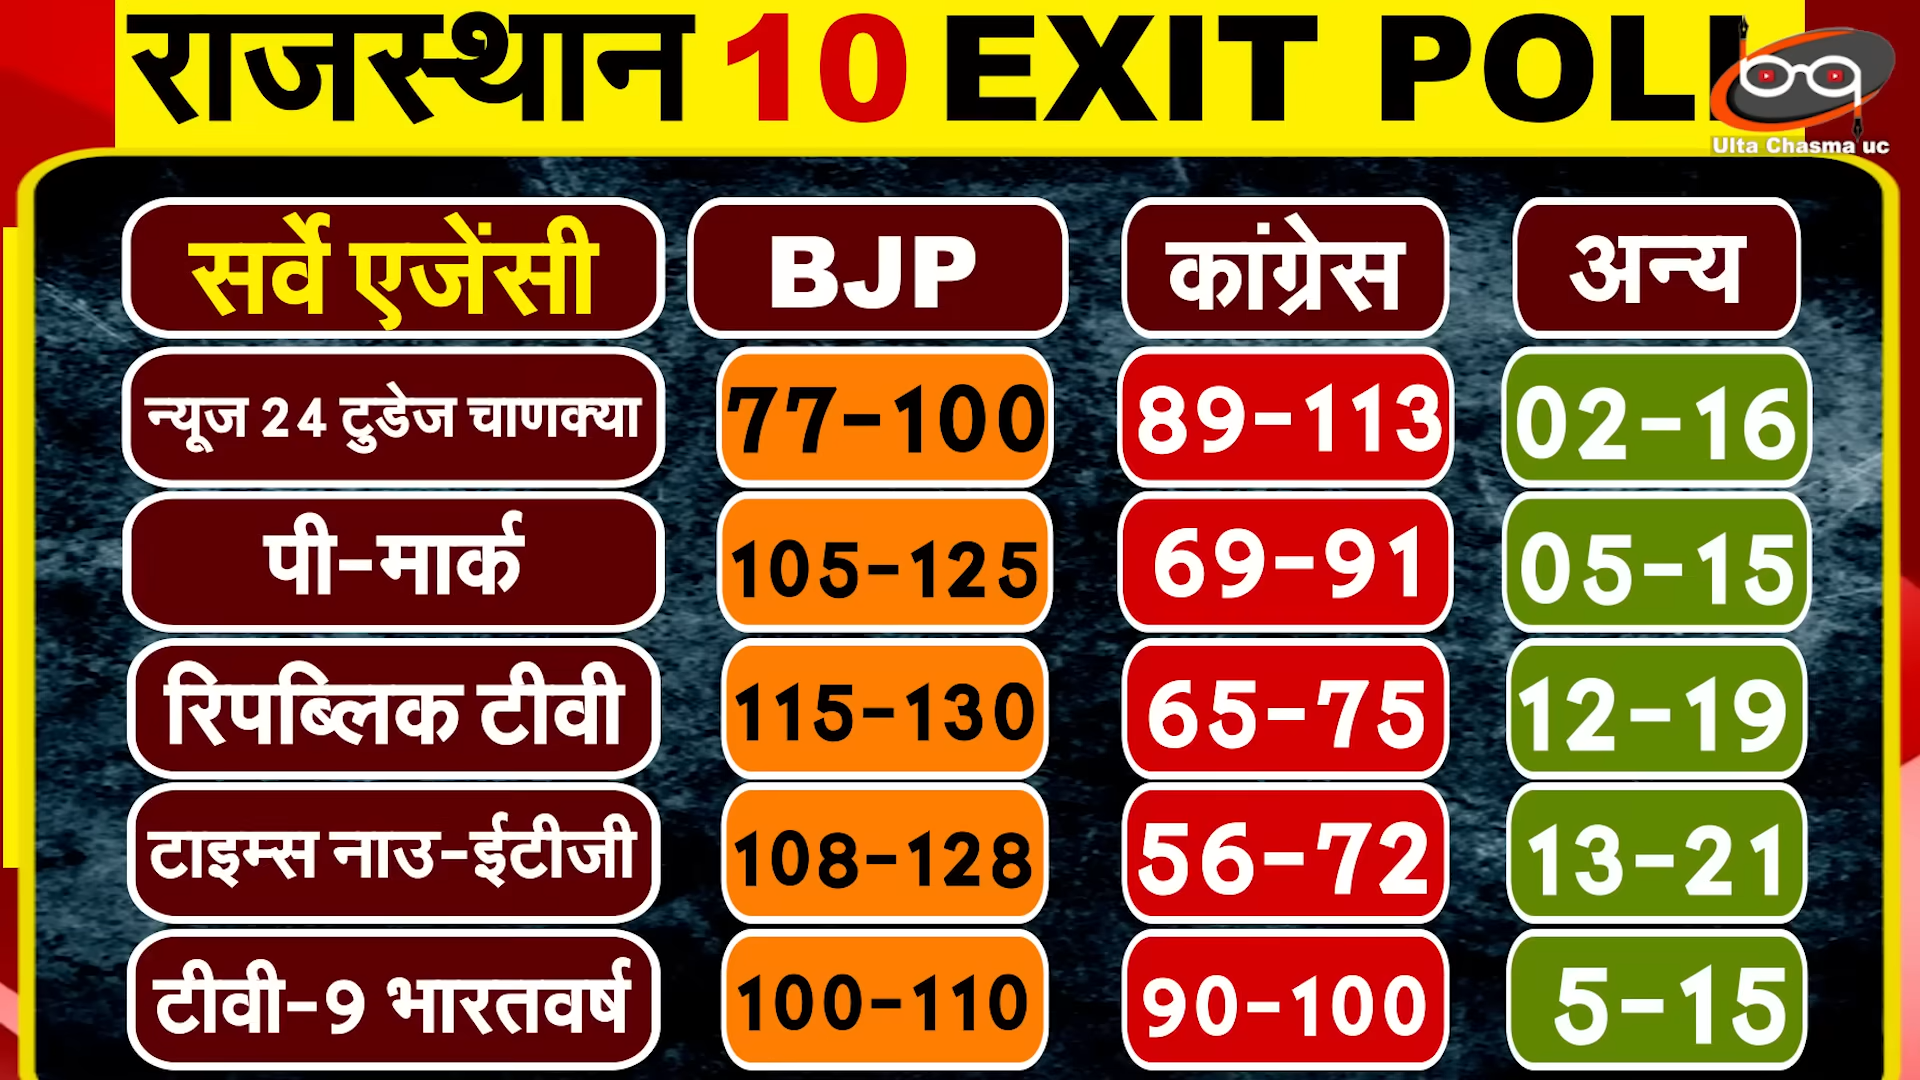 राजस्थान 10 EXIT POLL
Ulta Chasma uc
सर्वे एजेंसी BJP कांग्रेस अन्य
न्यूज 24 टुडेज चाणक्या 77-100 89-113 02-16
पी-मार्क 105-125 69-91 05-15
रिपब्लिक टीवी 115-130 65-75 12-19
टाइम्स नाउ-ईटीजी 108-128 56-72 13-21
टीवी-9 भारतवर्ष 100-110 90-100 5-15